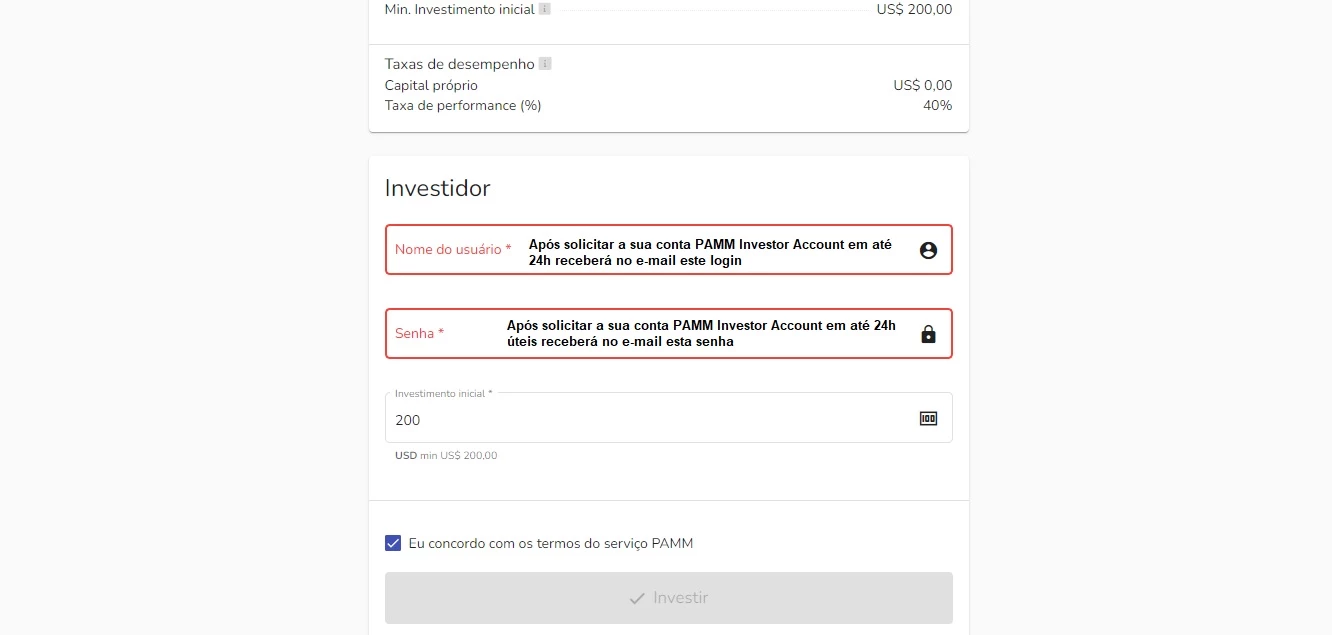 Min. Investimento inicial US$ 200,00
Taxas de desempenho
Capital próprio US$ 0,00
Taxa de performance (%) 40%
Investidor
Nome do usuário * Após solicitar a sua conta PAMM Investor Account em até
24h receberá no e-mail este login
Senha * Após solicitar a sua conta PAMM Investor Account em até 24h
úteis receberá no e-mail esta senha
Investimento inicial *
200
USD min US$ 200,00
Eu concordo com os termos do serviço PAMM
Investir